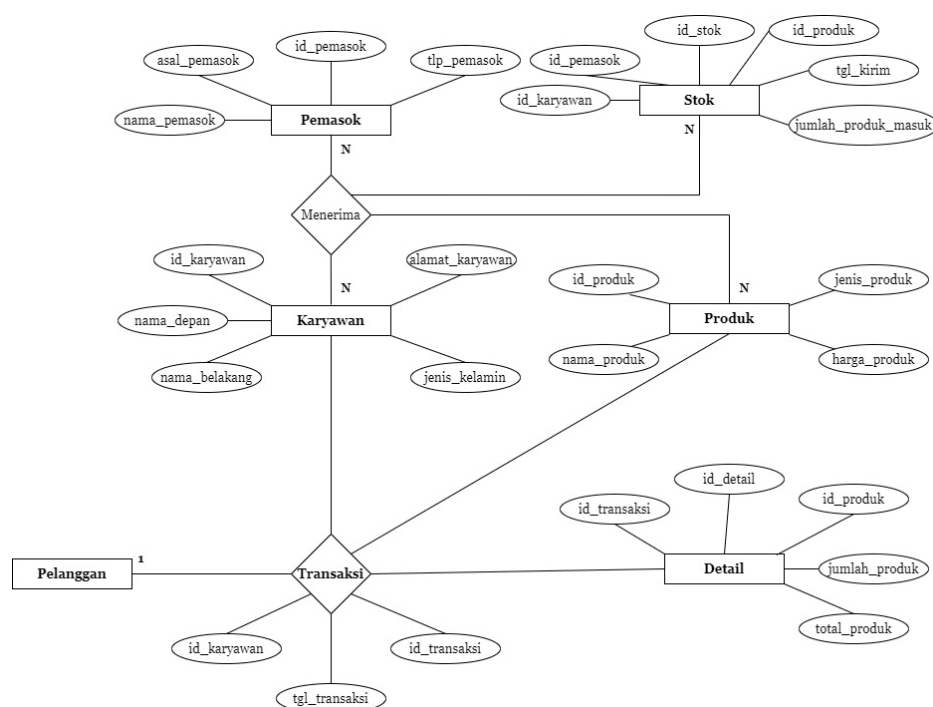 id_stok
id_produk
id_pemasok
asal_pemasok
tlp_pemasok
id_pemasok
tgl_kirim
id_karyawan
Stok
nama_pemasok
Pemasok
jumlah_produk_masuk
N
N
Menerima
id_karyawan
alamat_karyawan
id_produk
jenis_produk
N
N
nama_depan
Karyawan
Produk
nama_produk
harga_produk
nama_belakang
jenis_kelamin
id_detail
id_produk
id_transaksi
1
Pelanggan
Transaksi
Detail
jumlah_produk
total_produk
id_karyawan
id_transaksi
tgl_transaksi